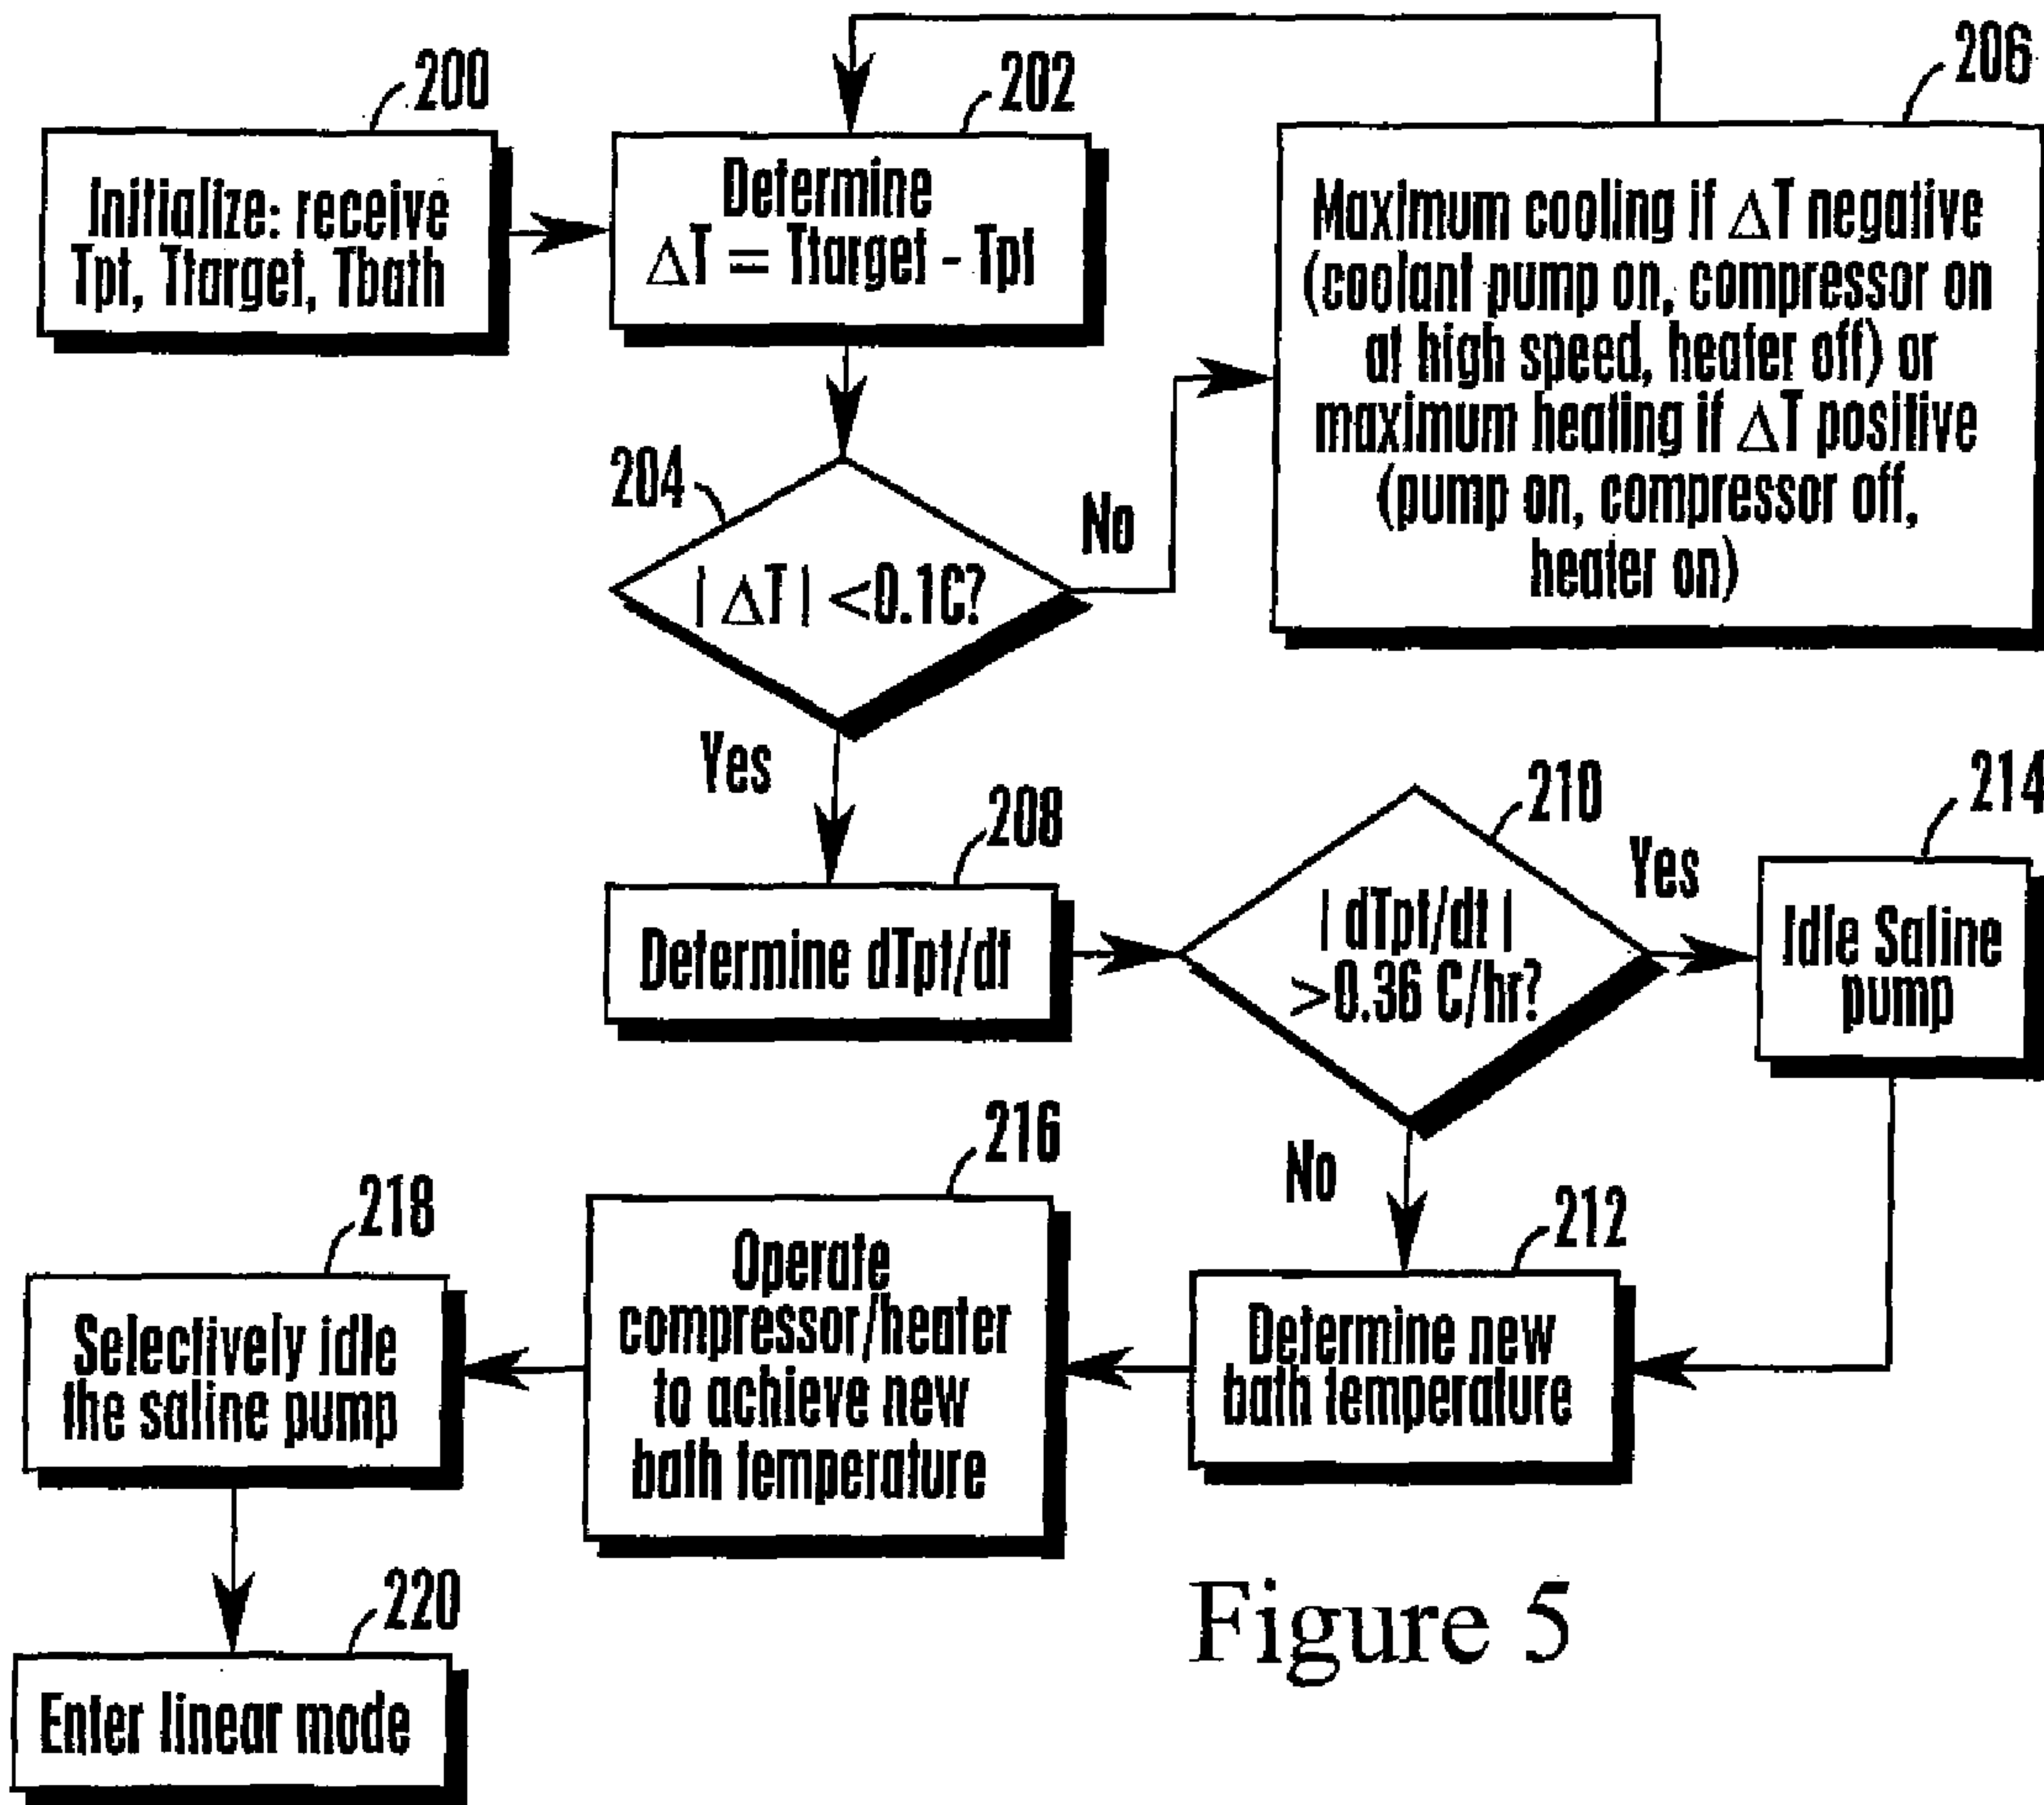 200
Initialize: receive
Tpt, Ttarget, Tbath
202
Determine
ΔT = Ttarget - Tpt
206
Maximum cooling if ΔT negative
(coolant pump on, compressor on
at high speed, heater off) or
maximum heating if ΔT positive
(pump on, compressor off,
heater on)
204
| ΔT | <0.1C?
No
Yes
208
Determine dTpt/dt
210
| dTpt/dt |
>0.36 C/hr?
Yes
No
214
Idle Saline
pump
212
Determine new
bath temperature
216
Operate
compressor/heater
to achieve new
bath temperature
218
Selectively idle
the saline pump
220
Enter linear mode
Figure 5